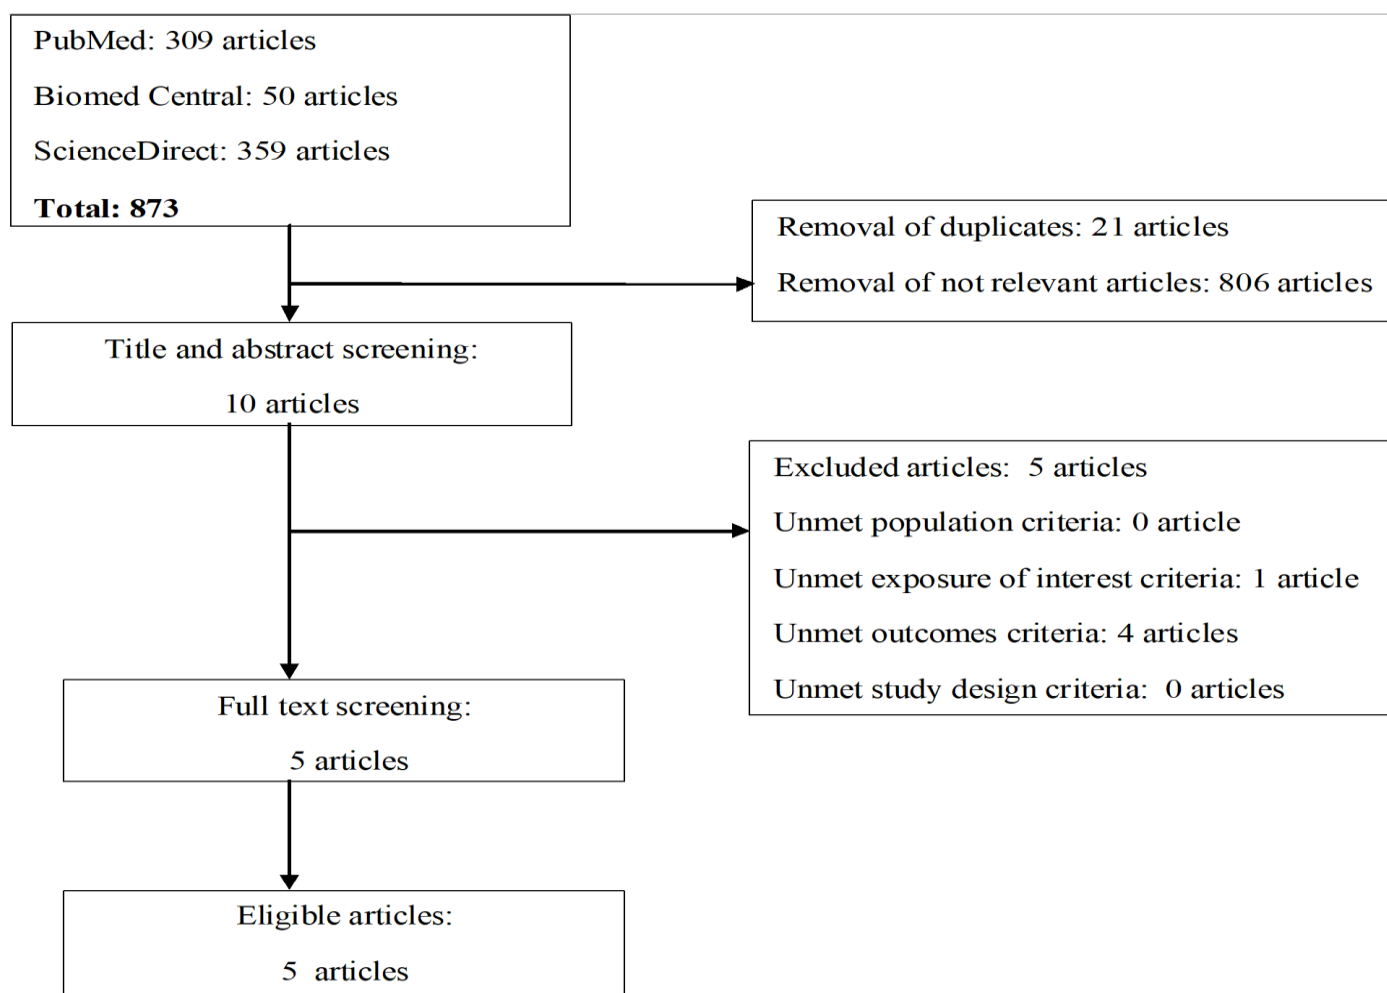 PubMed: 309 articles
Biomed Central: 50 articles
ScienceDirect: 359 articles
Total: 873
Removal of duplicates: 21 articles
Removal of not relevant articles: 806 articles
Title and abstract screening:
10 articles
Excluded articles: 5 articles
Unmet population criteria: 0 article
Unmet exposure of interest criteria: 1 article
Unmet outcomes criteria: 4 articles
Unmet study design criteria: 0 articles
Full text screening:
5 articles
Eligible articles:
5 articles